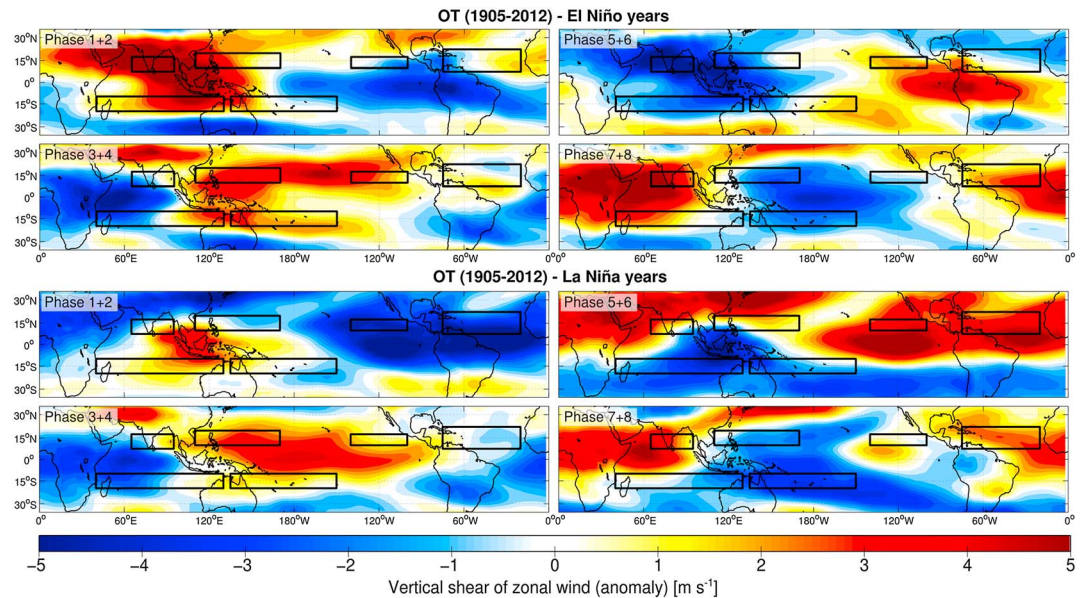 OT (1905-2012) - El Niño years
Phase 1+2
Phase 5+6
30°N
15°N
0°
15°S
30°S
Phase 3+4
Phase 7+8
30°N
15°N
0°
15°S
30°S
0° 60°E 120°E 180°W 120°W 60°W 0° 0° 60°E 120°E 180°W 120°W 60°W 0°
OT (1905-2012) - La Niña years
Phase 1+2
Phase 5+6
30°N
15°N
0°
15°S
30°S
Phase 3+4
Phase 7+8
30°N
15°N
0°
15°S
30°S
0° 60°E 120°E 180°W 120°W 60°W 0° 0° 60°E 120°E 180°W 120°W 60°W 0°
−5 −4 −3 −2 −1 0 1 2 3 4 5
Vertical shear of zonal wind (anomaly) [m s⁻¹]